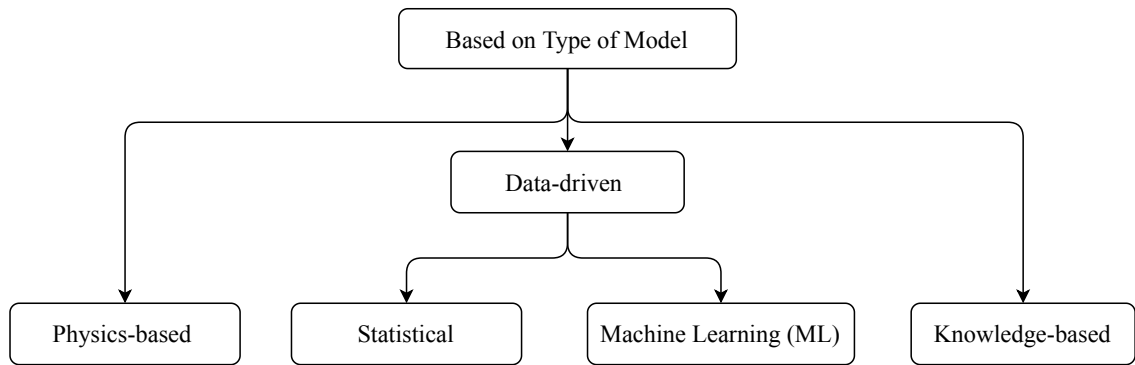 Based on Type of Model
Data-driven
Physics-based
Statistical
Machine Learning (ML)
Knowledge-based